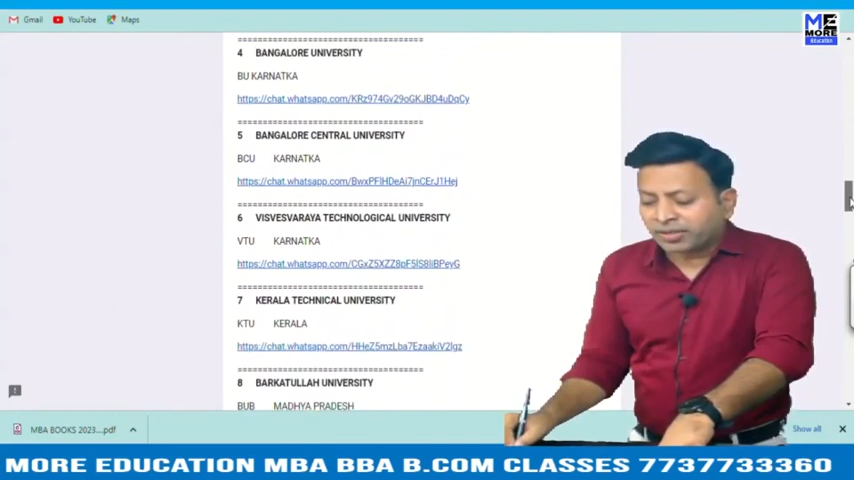 Gmail YouTube Maps
ME
MORE
Education
====================================
4 BANGALORE UNIVERSITY
BU KARNATKA
https://chat.whatsapp.com/KRz974Gv29oGKJBD4uDqCy
====================================
5 BANGALORE CENTRAL UNIVERSITY
BCU KARNATKA
https://chat.whatsapp.com/BwxPFlHDeAi7jnCErJ1Hej
====================================
6 VISVESVARAYA TECHNOLOGICAL UNIVERSITY
VTU KARNATKA
https://chat.whatsapp.com/CGxZ5XZZ8pF5lS8liBPeyG
====================================
7 KERALA TECHNICAL UNIVERSITY
KTU KERALA
https://chat.whatsapp.com/HHeZ5mzLba7EzaakiV2lgz
====================================
8 BARKATULLAH UNIVERSITY
BUB MADHYA PRADESH
MBA BOOKS 2023....pdf
Show all
MORE EDUCATION MBA BBA B.COM CLASSES 7737733360